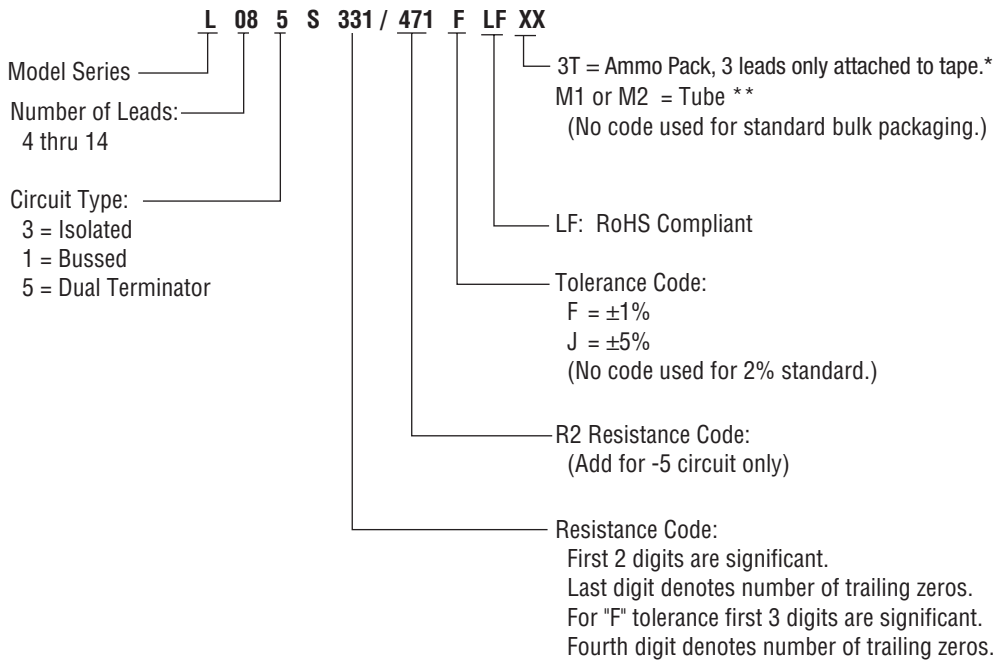 L 08 5 S 331 / 471 F LF XX
Model Series
Number of Leads:
4 thru 14
Circuit Type:
3 = Isolated
1 = Bussed
5 = Dual Terminator
3T = Ammo Pack, 3 leads only attached to tape.*
M1 or M2 = Tube **
(No code used for standard bulk packaging.)
LF: RoHS Compliant
Tolerance Code:
F = ±1%
J = ±5%
(No code used for 2% standard.)
R2 Resistance Code:
(Add for -5 circuit only)
Resistance Code:
First 2 digits are significant.
Last digit denotes number of trailing zeros.
For "F" tolerance first 3 digits are significant.
Fourth digit denotes number of trailing zeros.